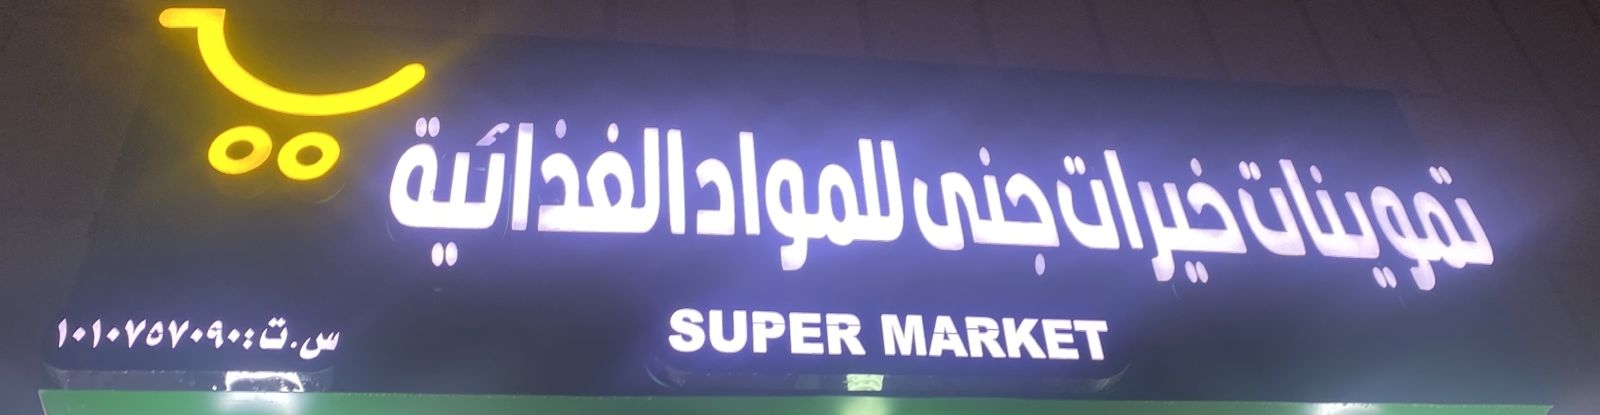 تموينات خيرات جنى للمواد الغذائية
SUPER MARKET
س.ت:١٠١٠٧٥٧٠٩٠